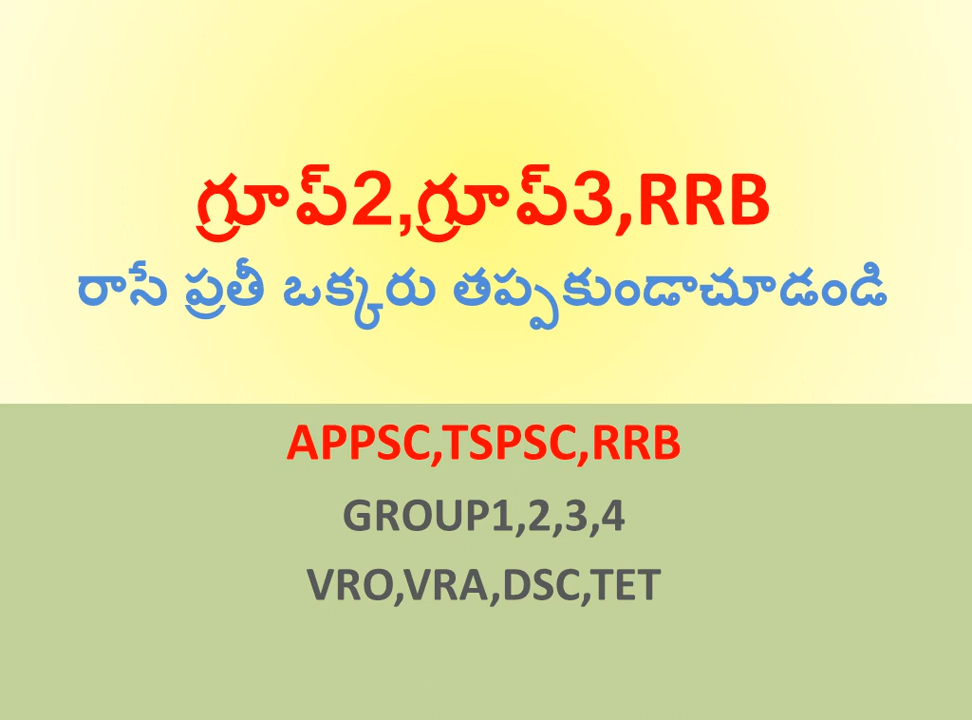 గ్రూప్2,గ్రూప్3,RRB
రాసే ప్రతీ ఒక్కరు తప్పకుండాచూడండి
APPSC,TSPSC,RRB
GROUP1,2,3,4
VRO,VRA,DSC,TET